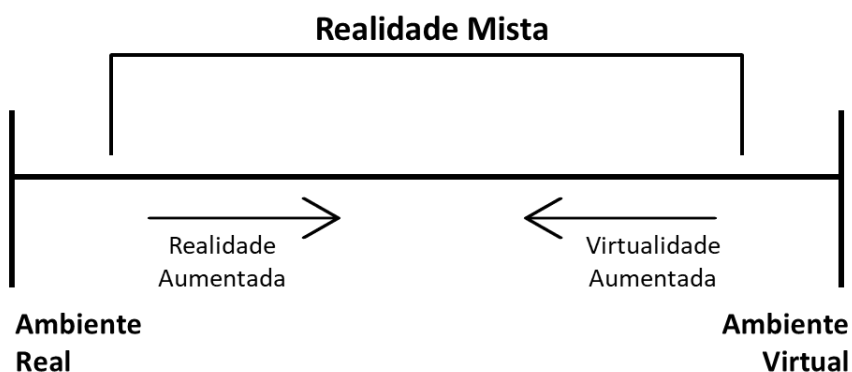 Realidade Mista
Realidade
Aumentada
Virtualidade
Aumentada
Ambiente
Real
Ambiente
Virtual